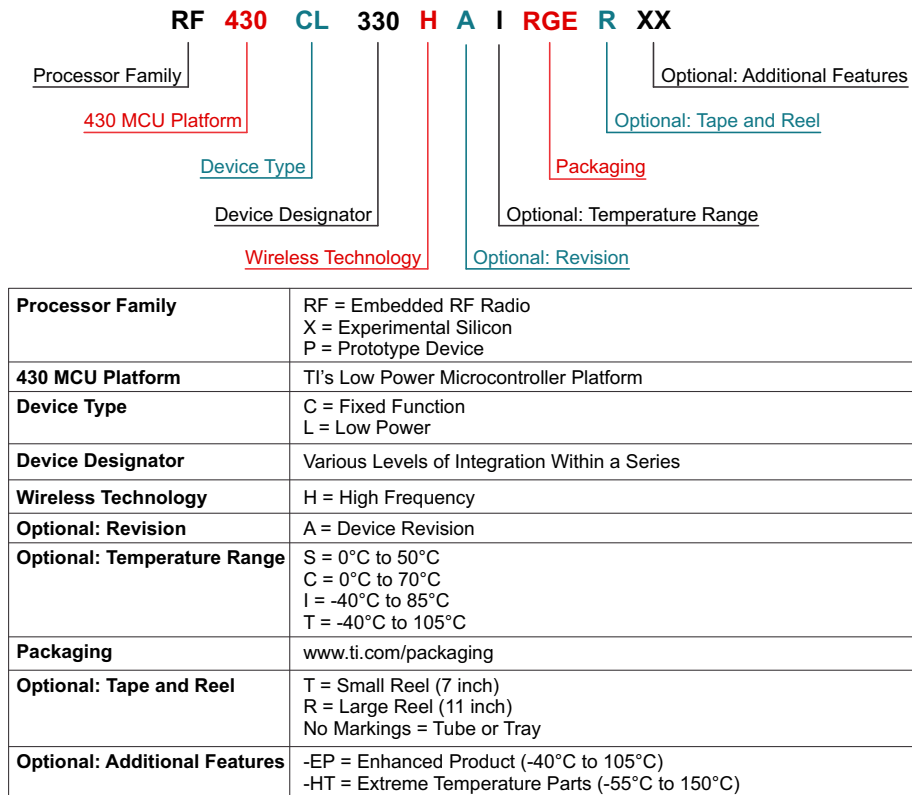 RF 430 CL 330 H A I RGE R XX
Processor Family
Optional: Additional Features
430 MCU Platform
Optional: Tape and Reel
Device Type
Packaging
Device Designator
Optional: Temperature Range
Wireless Technology
Optional: Revision
Processor Family
RF = Embedded RF Radio
X = Experimental Silicon
P = Prototype Device
430 MCU Platform
TI's Low Power Microcontroller Platform
Device Type
C = Fixed Function
L = Low Power
Device Designator
Various Levels of Integration Within a Series
Wireless Technology
H = High Frequency
Optional: Revision
A = Device Revision
Optional: Temperature Range
S = 0°C to 50°C
C = 0°C to 70°C
I = -40°C to 85°C
T = -40°C to 105°C
Packaging
www.ti.com/packaging
Optional: Tape and Reel
T = Small Reel (7 inch)
R = Large Reel (11 inch)
No Markings = Tube or Tray
Optional: Additional Features
-EP = Enhanced Product (-40°C to 105°C)
-HT = Extreme Temperature Parts (-55°C to 150°C)